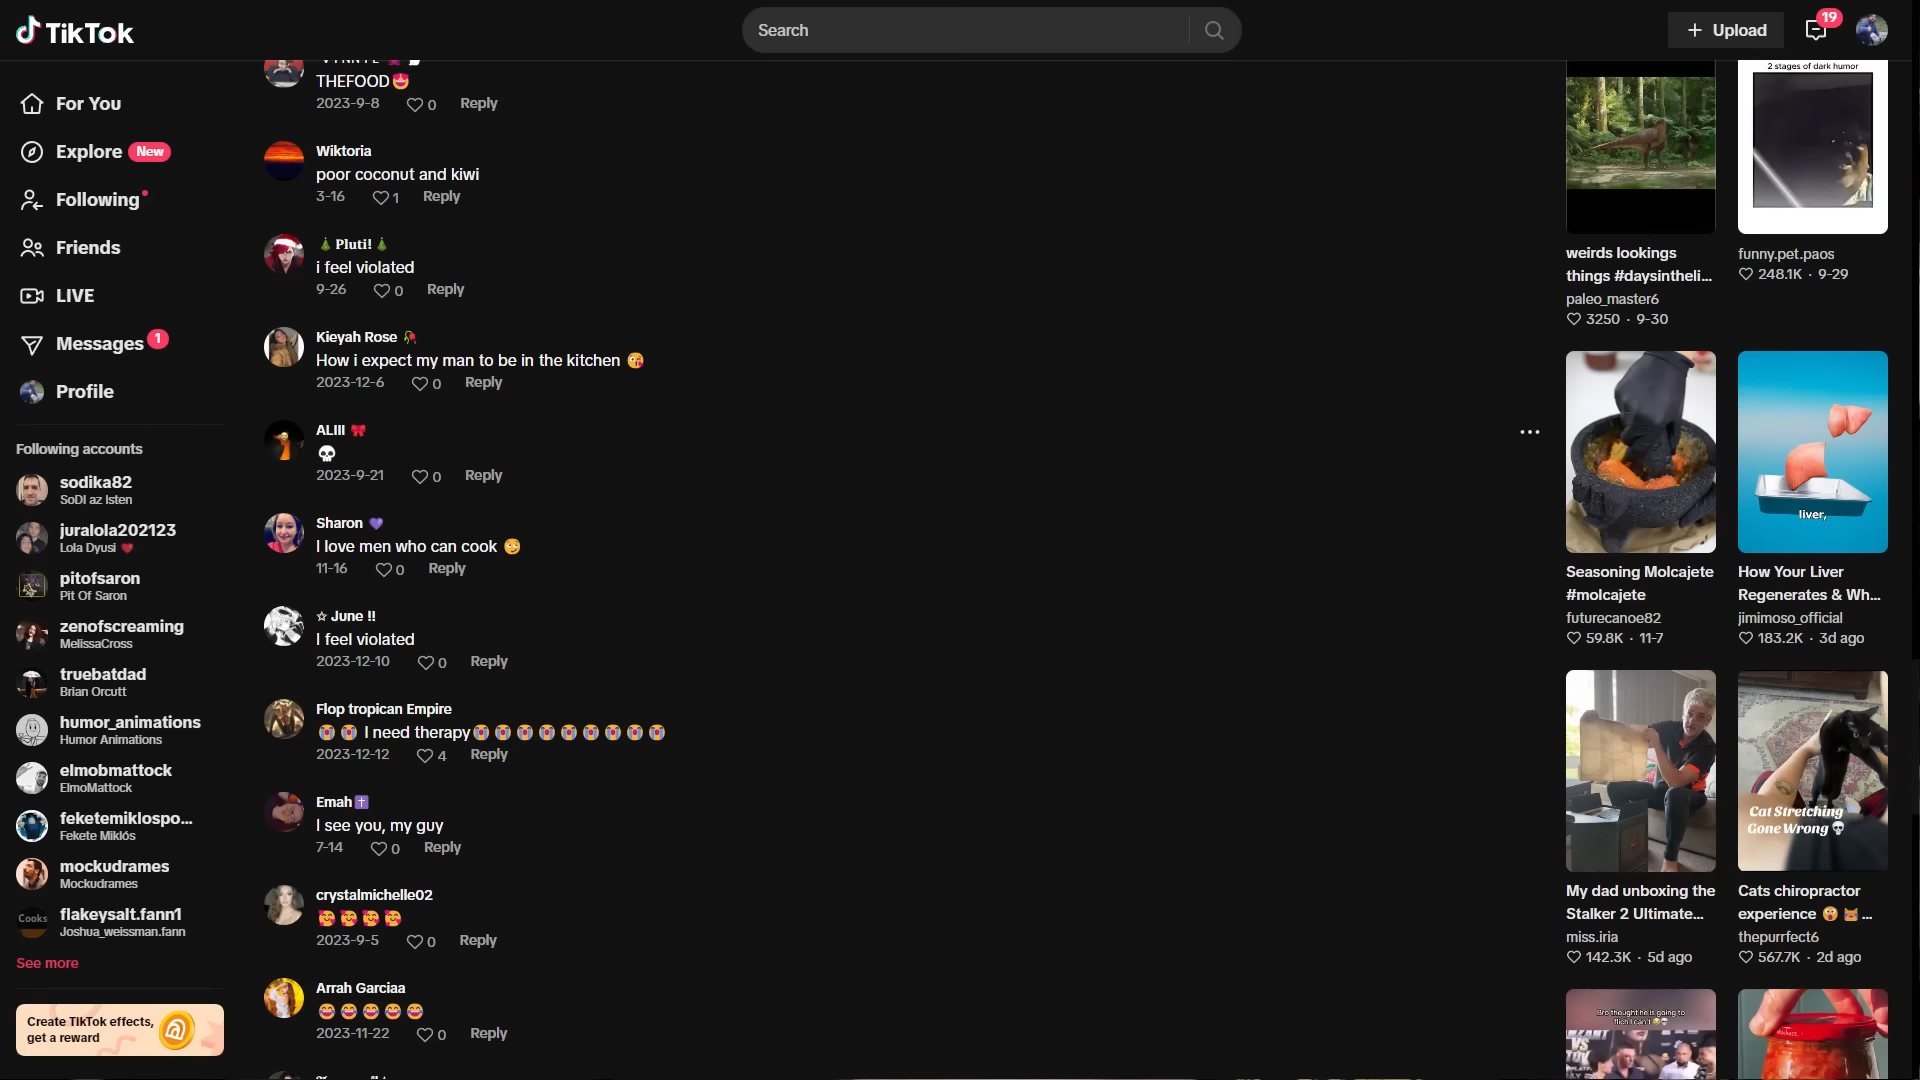 TikTok
Search
Upload
19
For You
Explore New
Following
Friends
LIVE
Messages 1
Profile
Following accounts
sodika82
SoDI az Isten
juralola202123
Lola Dyusi ❤️
pitofsaron
Pit Of Saron
zenofscreaming
MelissaCross
truebatdad
Brian Orcutt
humor_animations
Humor Animations
elmobmattock
ElmoMattock
feketemiklospo...
Fekete Miklós
mockudrames
Mockudrames
Cooks
flakeysalt.fann1
Joshua_weissman.fann
See more
Create TikTok effects,
get a reward
THEFOOD🤩
2023-9-8 0 Reply
Wiktoria
poor coconut and kiwi
3-16 1 Reply
🎄 Pluti! 🎄
i feel violated
9-26 0 Reply
Kieyah Rose 🥀
How i expect my man to be in the kitchen 😘
2023-12-6 0 Reply
ALIII 🎀
💀
2023-9-21 0 Reply
Sharon 💜
I love men who can cook 😳
11-16 0 Reply
☆ June !!
I feel violated
2023-12-10 0 Reply
Flop tropican Empire
😭😭 I need therapy😭😭😭😭😭😭😭😭😭
2023-12-12 4 Reply
Emah✝️
I see you, my guy
7-14 0 Reply
crystalmichelle02
🥰🥰🥰🥰
2023-9-5 0 Reply
Arrah Garciaa
😂😂😂😂😂
2023-11-22 0 Reply
weirds lookings
things #daysintheli...
paleo_master6
3250 · 9-30
2 stages of dark humor
funny.pet.paos
248.1K · 9-29
Seasoning Molcajete
#molcajete
futurecanoe82
59.8K · 11-7
liver,
How Your Liver
Regenerates & Wh...
jimimoso_official
183.2K · 3d ago
My dad unboxing the
Stalker 2 Ultimate...
miss.iria
142.3K · 5d ago
Cat Stretching
Gone Wrong 💀
Cats chiropractor
experience 😲 🙀 ...
thepurrfect6
567.7K · 2d ago
Bro thought he is going to
VS